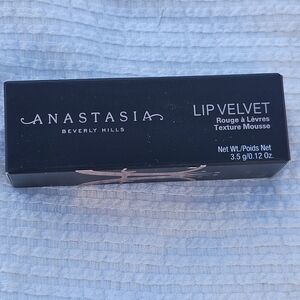 ANASTASIA
BEVERLY HILLS
LIP VELVET
Rouge à Lèvres
Texture Mousse
Net Wt./Poids Net
3.5 g/0.12 Oz.